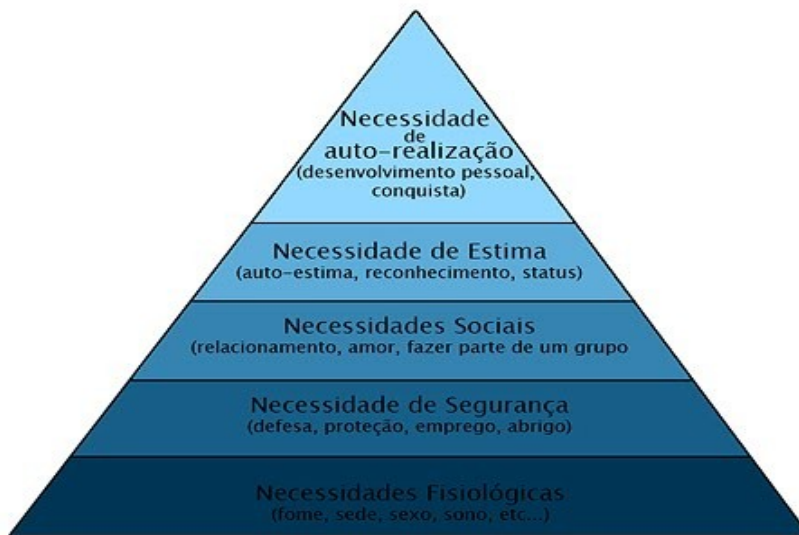 Necessidade
de
auto-realização
(desenvolvimento pessoal,
conquista)
Necessidade de Estima
(auto-estima, reconhecimento, status)
Necessidades Sociais
(relacionamento, amor, fazer parte de um grupo
Necessidade de Segurança
(defesa, proteção, emprego, abrigo)
Necessidades Fisiológicas
(fome, sede, sexo, sono, etc...)